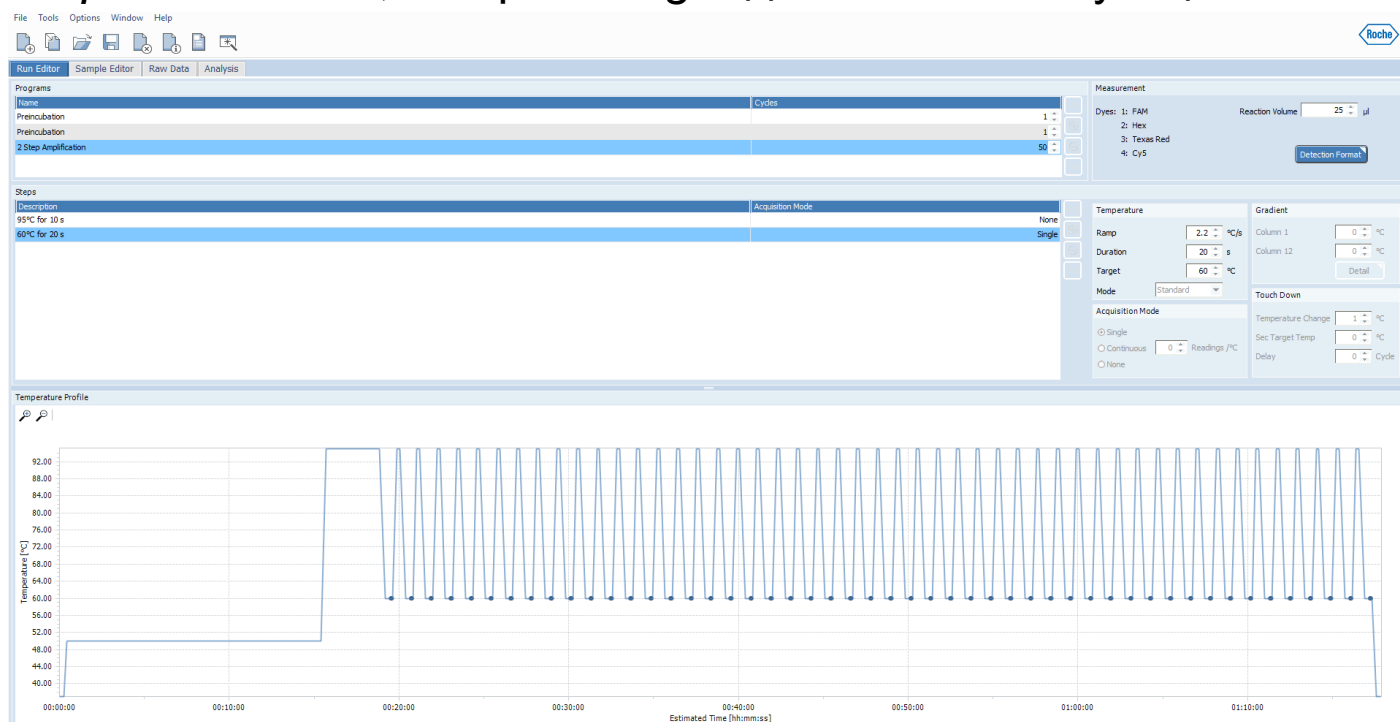 File Tools Options Window Help
Roche
Run Editor Sample Editor Raw Data Analysis
Programs
Name Cycles
Preincubation 1
Preincubation 1
2 Step Amplification 50
Measurement
Dyes: 1: FAM Reaction Volume 25 µl
2: Hex
3: Texas Red
4: Cy5 Detection Format
Steps
Description Acquisition Mode
95°C for 10 s None
60°C for 20 s Single
Temperature Gradient
Ramp 2.2 °C/s Column 1 0 °C
Duration 20 s Column 12 0 °C
Target 60 °C Detail
Mode Standard
Touch Down
Acquisition Mode
Temperature Change 1 °C
Single
Sec Target Temp 0 °C
Continuous 0 Readings /°C
Delay 0 Cycle
None
Temperature Profile
92.00
88.00
84.00
80.00
76.00
72.00
68.00
64.00
60.00
56.00
52.00
48.00
44.00
40.00
Temperature [°C]
00:00:00 00:10:00 00:20:00 00:30:00 00:40:00 00:50:00 01:00:00 01:10:00
Estimated Time [hh:mm:ss]